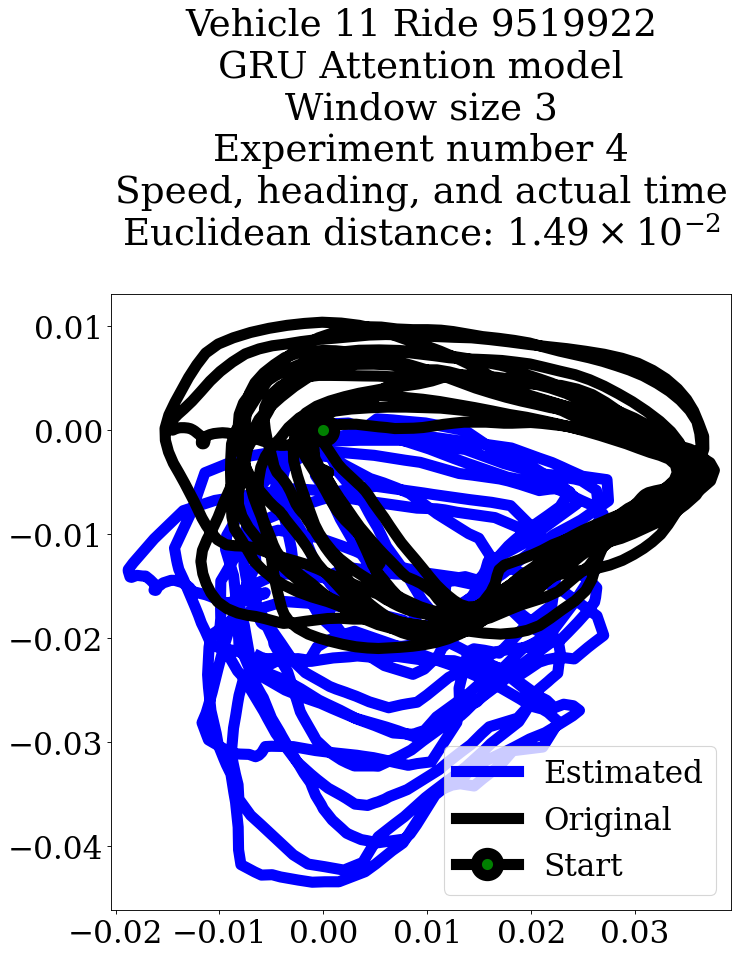 Vehicle 11 Ride 9519922
GRU Attention model
Window size 3
Experiment number 4
Speed, heading, and actual time
Euclidean distance: 1.49 × 10⁻²
0.01
0.00
−0.01
−0.02
−0.03
−0.04
Estimated
Original
Start
−0.02 −0.01 0.00 0.01 0.02 0.03